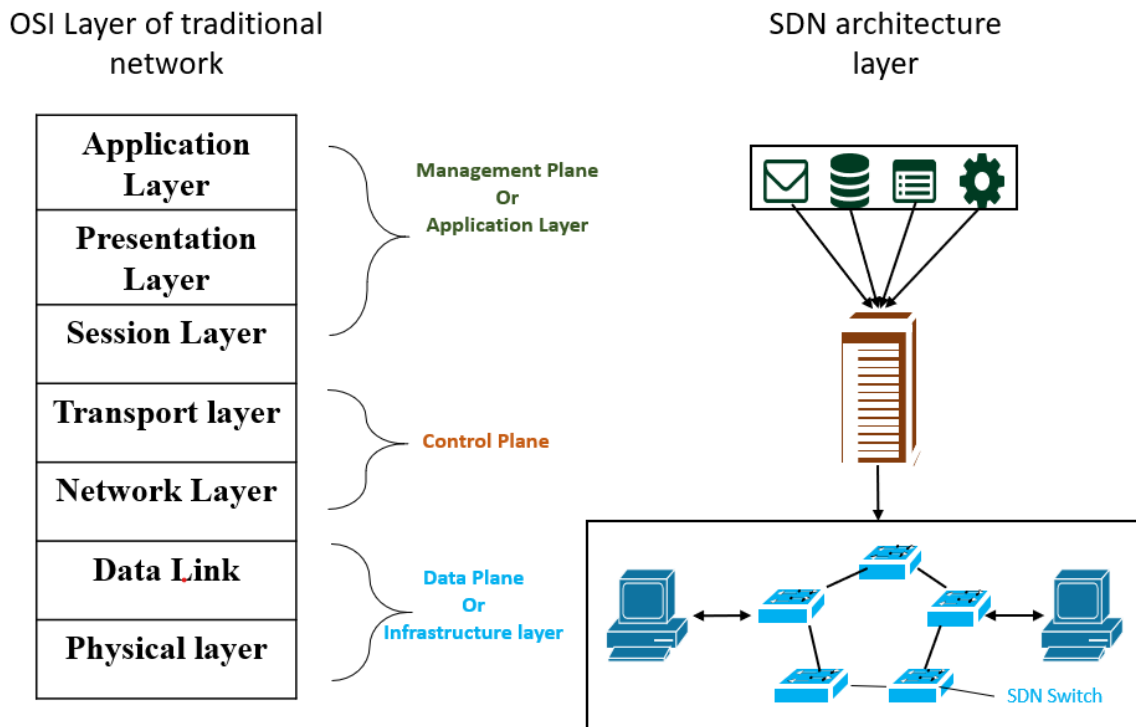 OSI Layer of traditional
network
SDN architecture
layer
Application
Layer
Presentation
Layer
Session Layer
Transport layer
Network Layer
Data Link
Physical layer
Management Plane
Or
Application Layer
Control Plane
Data Plane
Or
Infrastructure layer
SDN Switch